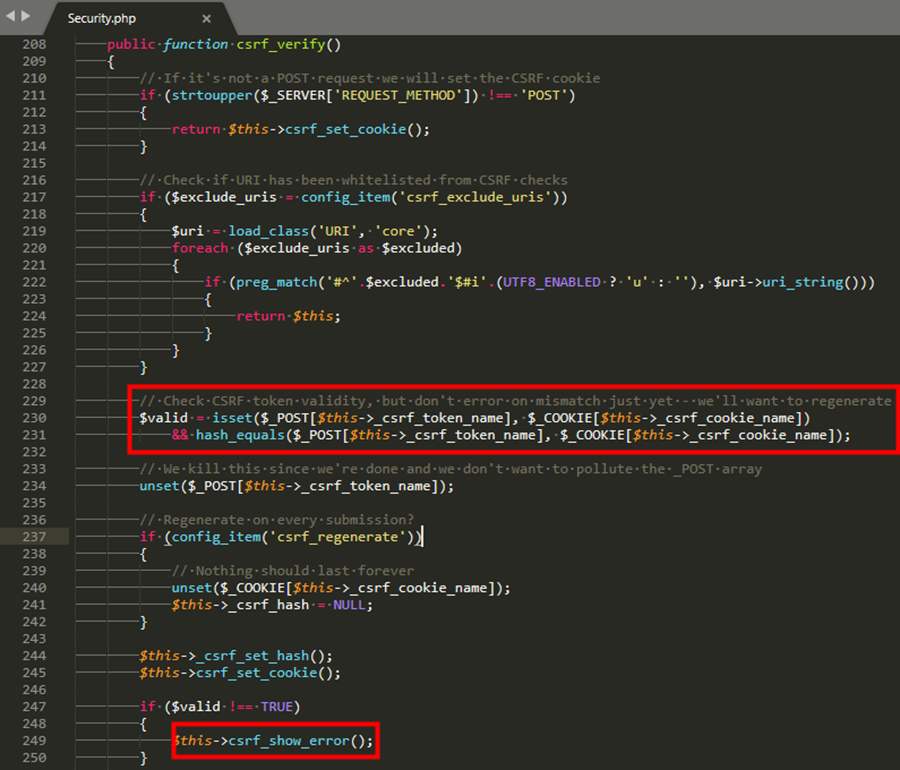 Security.php ×
208 public function csrf_verify()
209 {
210 // If it's not a POST request we will set the CSRF cookie
211 if (strtoupper($_SERVER['REQUEST_METHOD']) !== 'POST')
212 {
213 return $this->csrf_set_cookie();
214 }
215
216 // Check if URI has been whitelisted from CSRF checks
217 if ($exclude_uris = config_item('csrf_exclude_uris'))
218 {
219 $uri = load_class('URI', 'core');
220 foreach ($exclude_uris as $excluded)
221 {
222 if (preg_match('#^'.$excluded.'$#i'.(UTF8_ENABLED ? 'u' : ''), $uri->uri_string()))
223 {
224 return $this;
225 }
226 }
227 }
228
229 // Check CSRF token validity, but don't error on mismatch just yet - we'll want to regenerate
230 $valid = isset($_POST[$this->_csrf_token_name], $_COOKIE[$this->_csrf_cookie_name])
231 && hash_equals($_POST[$this->_csrf_token_name], $_COOKIE[$this->_csrf_cookie_name]);
232
233 // We kill this since we're done and we don't want to pollute the _POST array
234 unset($_POST[$this->_csrf_token_name]);
235
236 // Regenerate on every submission?
237 if (config_item('csrf_regenerate'))
238 {
239 // Nothing should last forever
240 unset($_COOKIE[$this->_csrf_cookie_name]);
241 $this->_csrf_hash = NULL;
242 }
243
244 $this->_csrf_set_hash();
245 $this->csrf_set_cookie();
246
247 if ($valid !== TRUE)
248 {
249 $this->csrf_show_error();
250 }